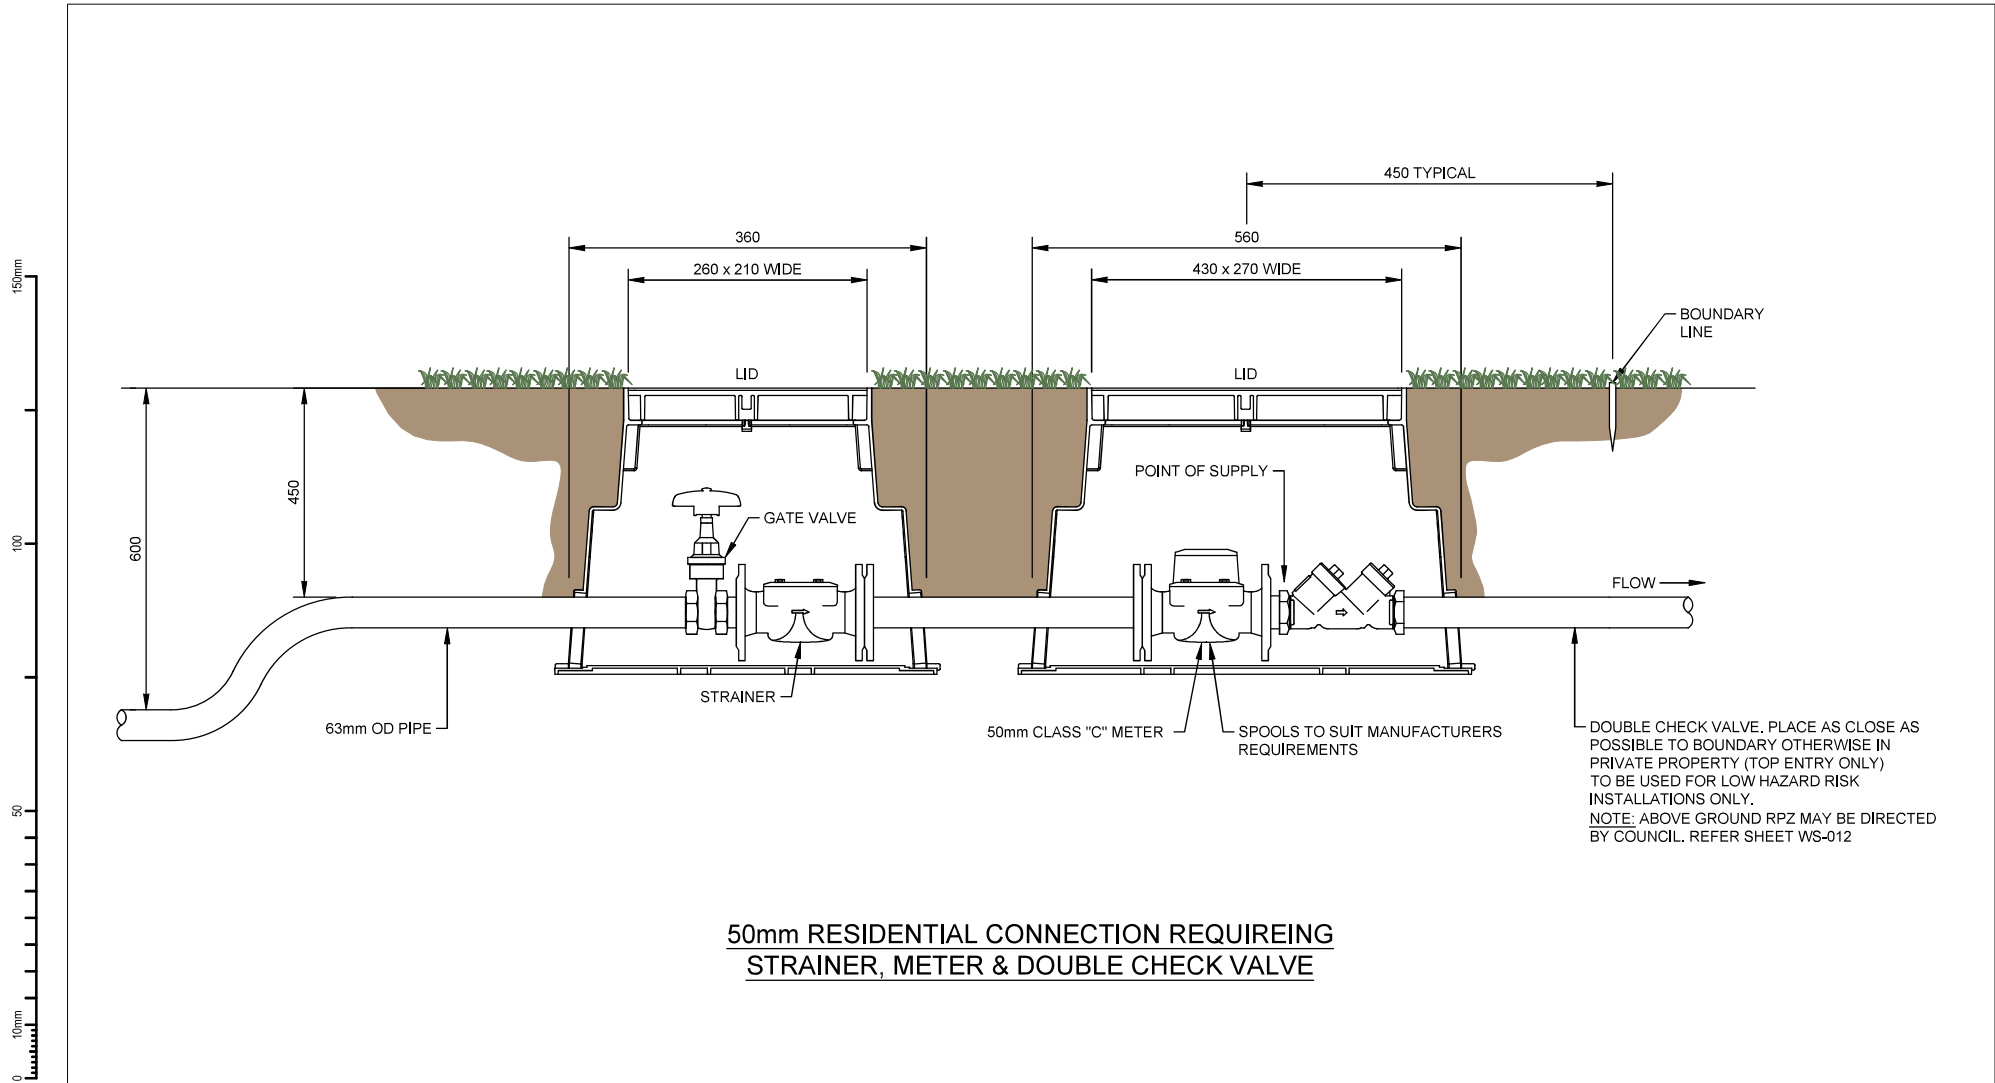 450 TYPICAL
360
560
260 x 210 WIDE
430 x 270 WIDE
BOUNDARY
LINE
LID
LID
POINT OF SUPPLY
GATE VALVE
450
600
FLOW
STRAINER
63mm OD PIPE
50mm CLASS "C" METER
SPOOLS TO SUIT MANUFACTURERS
REQUIREMENTS
DOUBLE CHECK VALVE. PLACE AS CLOSE AS
POSSIBLE TO BOUNDARY OTHERWISE IN
PRIVATE PROPERTY (TOP ENTRY ONLY)
TO BE USED FOR LOW HAZARD RISK
INSTALLATIONS ONLY.
NOTE: ABOVE GROUND RPZ MAY BE DIRECTED
BY COUNCIL. REFER SHEET WS-012
50mm RESIDENTIAL CONNECTION REQUIREING
STRAINER, METER & DOUBLE CHECK VALVE
150mm
100
50
10mm
0